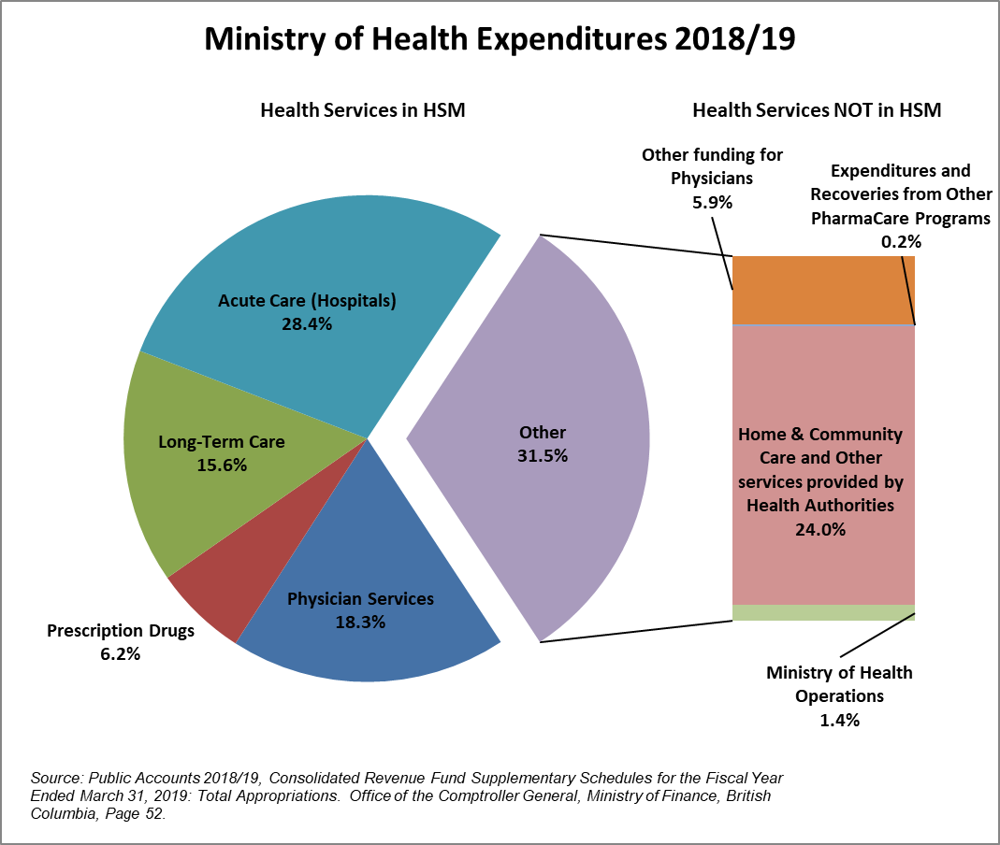 Ministry of Health Expenditures 2018/19
Health Services in HSM
Health Services NOT in HSM
Other funding for
Physicians
5.9%
Expenditures and
Recoveries from Other
PharmaCare Programs
0.2%
Acute Care (Hospitals)
28.4%
Long-Term Care
15.6%
Other
31.5%
Home & Community
Care and Other
services provided by
Health Authorities
24.0%
Physician Services
18.3%
Prescription Drugs
6.2%
Ministry of Health
Operations
1.4%
Source: Public Accounts 2018/19, Consolidated Revenue Fund Supplementary Schedules for the Fiscal Year
Ended March 31, 2019: Total Appropriations.  Office of the Comptroller General, Ministry of Finance, British
Columbia, Page 52.